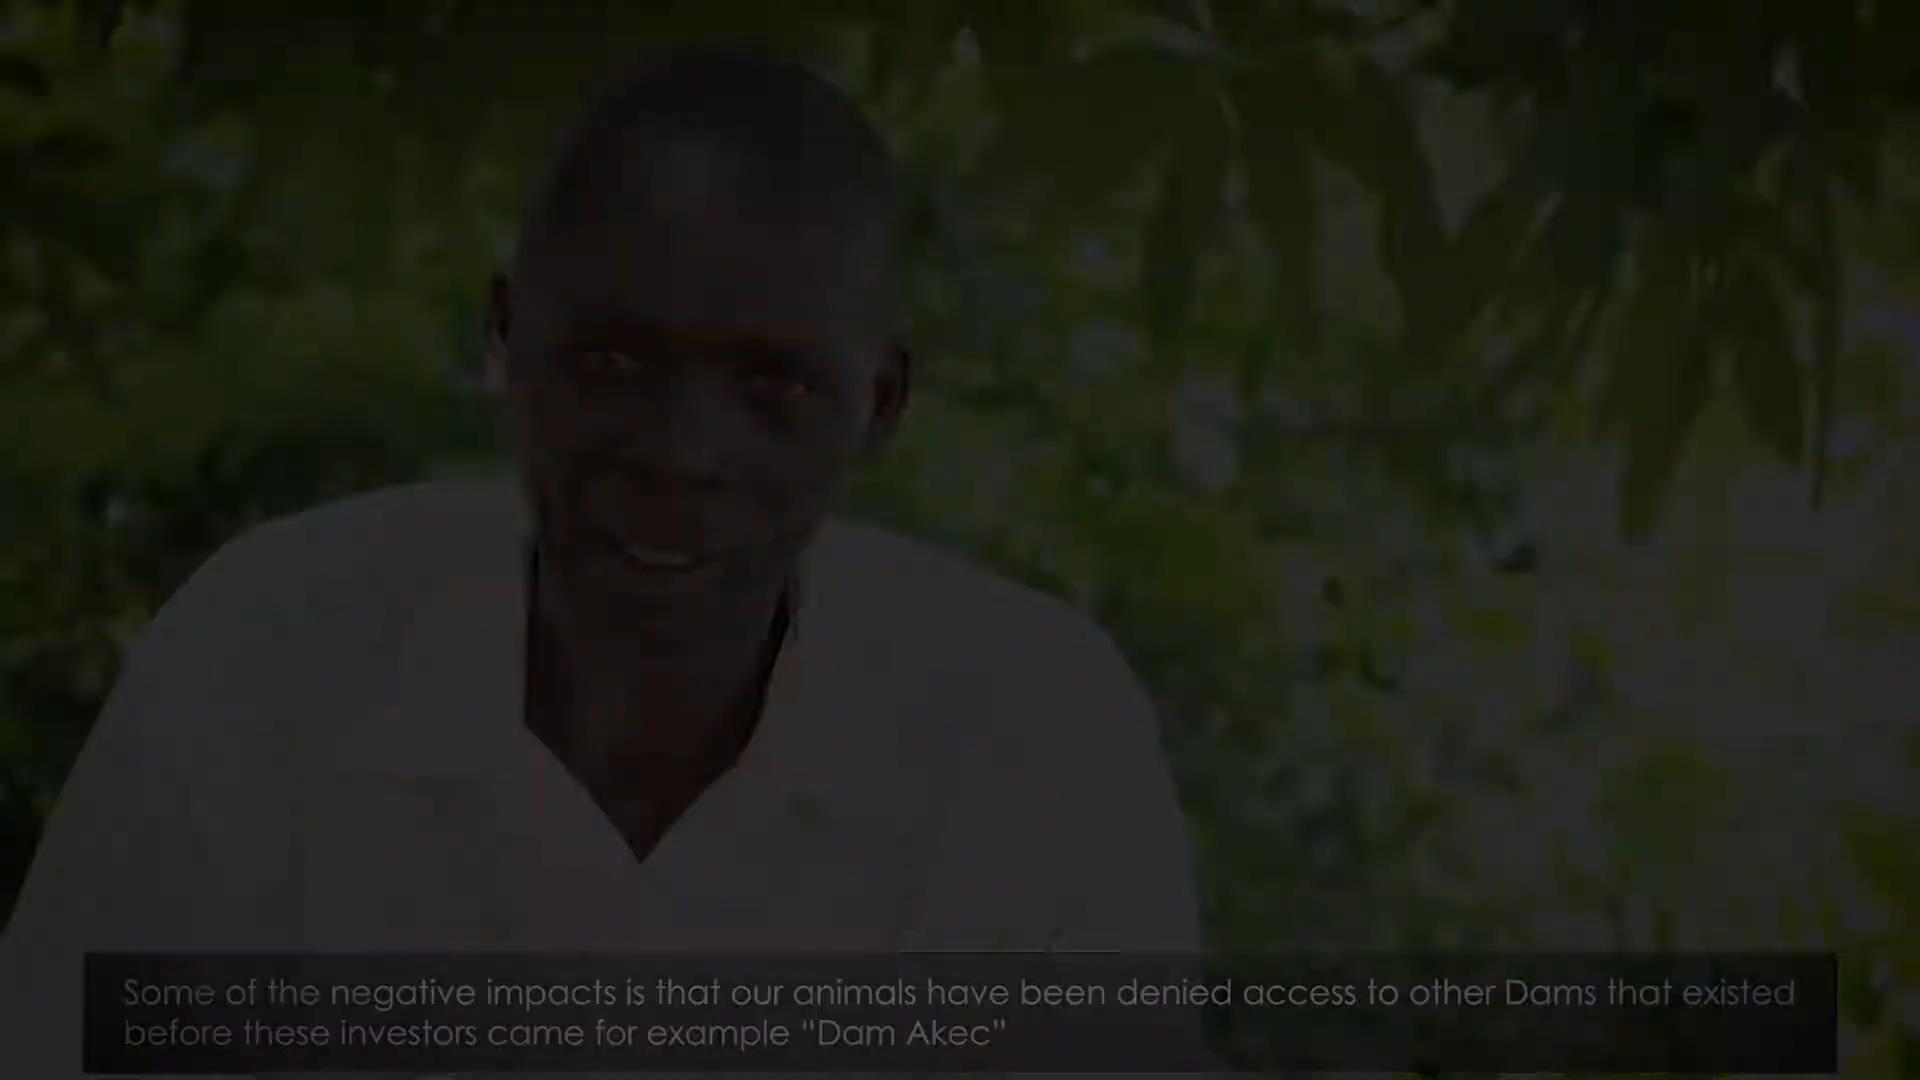 Some of the negative impacts is that our animals have been denied access to other Dams that existed
before these investors came for example "Dam Akec"